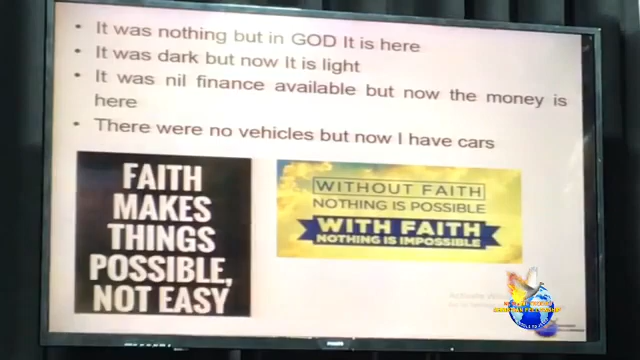 • It was nothing but in GOD It is here
• It was dark but now It is light
• It was nil finance available but now the money is
here
• There were no vehicles but now I have cars
FAITH
MAKES
THINGS
POSSIBLE,
NOT EASY
WITHOUT FAITH
NOTHING IS POSSIBLE
WITH FAITH
NOTHING IS IMPOSSIBLE